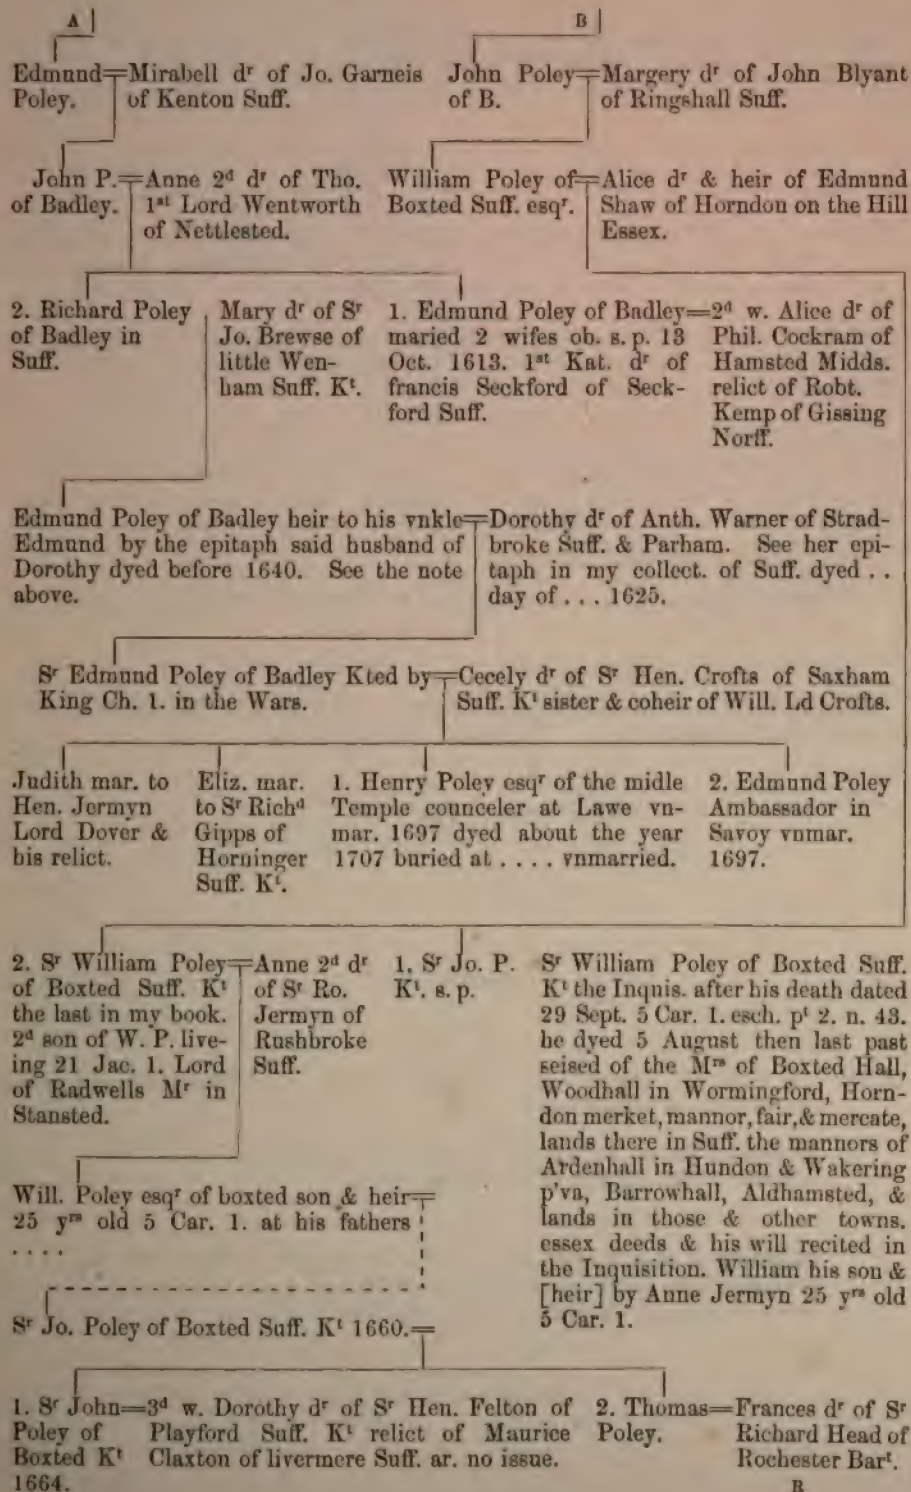 A B
Edmund=Mirabell dʳ of Jo. Garneis
Poley. of Kenton Suff.
John Poley=Margery dʳ of John Blyant
of B. of Ringshall Suff.
John P.=Anne 2ᵈ dʳ of Tho.
of Badley. 1ˢᵗ Lord Wentworth
of Nettlested.
William Poley of=Alice dʳ & heir of Edmund
Boxted Suff. esqʳ. Shaw of Horndon on the Hill
Essex.
2. Richard Poley
of Badley in
Suff.
Mary dʳ of Sʳ
Jo. Brewse of
little Wen-
ham Suff. Kᵗ.
1. Edmund Poley of Badley=2ᵈ w. Alice dʳ of
maried 2 wifes ob. s. p. 13 Phil. Cockram of
Oct. 1613. 1ˢᵗ Kat. dʳ of Hamsted Midds.
francis Seckford of Seck- relict of Robt.
ford Suff. Kemp of Gissing
Norff.
Edmund Poley of Badley heir to his vnkle=Dorothy dʳ of Anth. Warner of Strad-
Edmund by the epitaph said husband of broke Suff. & Parham. See her epi-
Dorothy dyed before 1640. See the note taph in my collect. of Suff. dyed . .
above. day of . . . 1625.
Sʳ Edmund Poley of Badley Kted by=Cecely dʳ of Sʳ Hen. Crofts of Saxham
King Ch. 1. in the Wars. Suff. Kᵗ sister & coheir of Will. Ld Crofts.
Judith mar. to
Hen. Jermyn
Lord Dover &
his relict.
Eliz. mar.
to Sʳ Richᵈ
Gipps of
Horninger
Suff. Kᵗ.
1. Henry Poley esqʳ of the midle
Temple counceler at Lawe vn-
mar. 1697 dyed about the year
1707 buried at . . . . vnmarried.
2. Edmund Poley
Ambassador in
Savoy vnmar.
1697.
2. Sʳ William Poley=Anne 2ᵈ dʳ
of Boxted Suff. Kᵗ of Sʳ Ro.
the last in my book. Jermyn of
2ᵈ son of W. P. live- Rushbroke
ing 21 Jac. 1. Lord Suff.
of Radwells Mʳ in
Stansted.
1. Sʳ Jo. P.
Kᵗ. s. p.
Sʳ William Poley of Boxted Suff.
Kᵗ the Inquis. after his death dated
29 Sept. 5 Car. 1. esch. pᵗ 2. n. 43.
he dyed 5 August then last past
seised of the Mʳˢ of Boxted Hall,
Woodhall in Wormingford, Horn-
don merket, mannor, fair, & mercate,
lands there in Suff. the mannors of
Ardenhall in Hundon & Wakering
p'va, Barrowhall, Aldhamsted, &
lands in those & other towns.
essex deeds & his will recited in
the Inquisition. William his son &
[heir] by Anne Jermyn 25 yʳˢ old
5 Car. 1.
Will. Poley esqʳ of boxted son & heir=
25 yʳˢ old 5 Car. 1. at his fathers
. . . .
Sʳ Jo. Poley of Boxted Suff. Kᵗ 1660.=
1. Sʳ John=3ᵈ w. Dorothy dʳ of Sʳ Hen. Felton of
Poley of Playford Suff. Kᵗ relict of Maurice
Boxted Kᵗ Claxton of livermere Suff. ar. no issue.
1664.
2. Thomas=Frances dʳ of Sʳ
Poley. Richard Head of
Rochester Barᵗ.
R